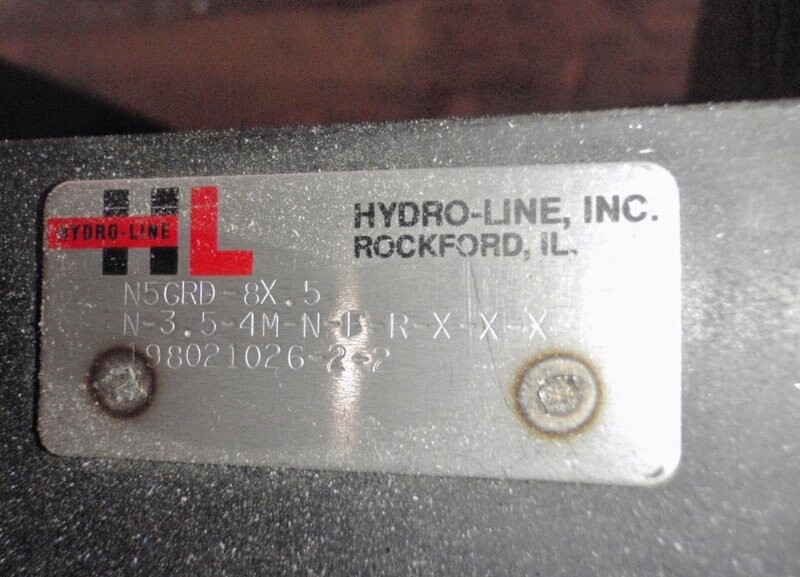 HL
HYDRO-LINE
HYDRO-LINE, INC.
ROCKFORD, IL.
N5GRD-8X.5
N-3.5-4M-N-F-R-X-X-X
198021026-2-2